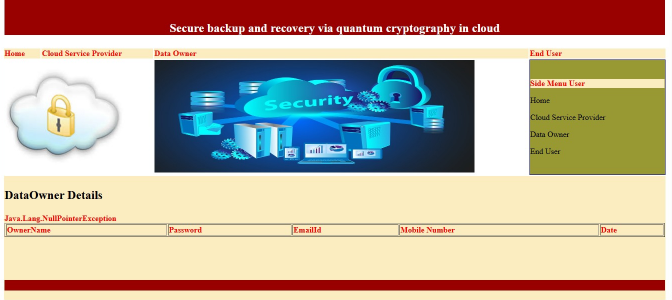 Secure backup and recovery via quantum cryptography in cloud
Home Cloud Service Provider Data Owner End User
Security
Side Menu User
Home
Cloud Service Provider
Data Owner
End User
DataOwner Details
Java.Lang.NullPointerException
OwnerName Password EmailId Mobile Number Date